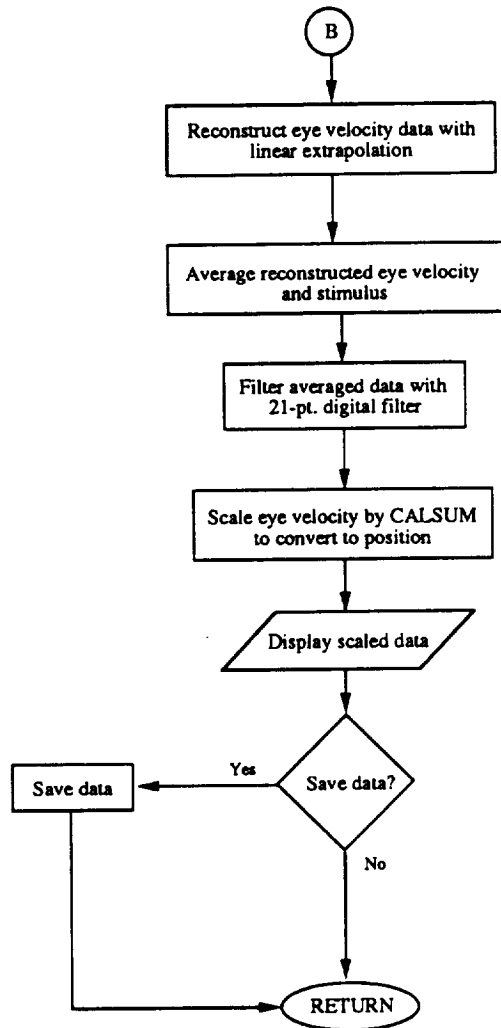 B
Reconstruct eye velocity data with
linear extrapolation
Average reconstructed eye velocity
and stimulus
Filter averaged data with
21-pt. digital filter
Scale eye velocity by CALSUM
to convert to position
Display scaled data
Save data?
Yes
Save data
No
RETURN